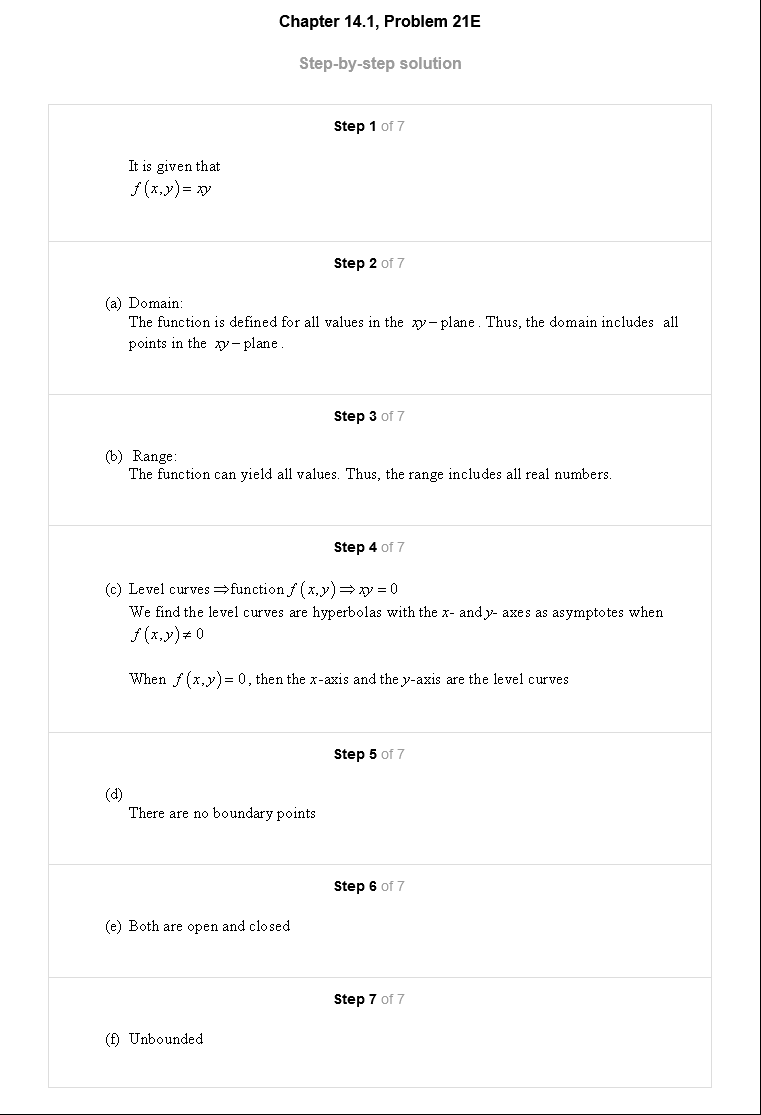 Chapter 14.1, Problem 21E
Step-by-step solution
Step 1 of 7
It is given that
f(x,y)= xy
Step 2 of 7
(a) Domain:
The function is defined for all values in the xy−plane. Thus, the domain includes all
points in the xy−plane.
Step 3 of 7
(b) Range:
The function can yield all values. Thus, the range includes all real numbers.
Step 4 of 7
(c) Level curves ⇒function f(x,y)⇒ xy = 0
We find the level curves are hyperbolas with the x- and y- axes as asymptotes when
f(x,y)≠ 0
When f(x,y)= 0, then the x-axis and the y-axis are the level curves
Step 5 of 7
(d)
There are no boundary points
Step 6 of 7
(e) Both are open and closed
Step 7 of 7
(f) Unbounded